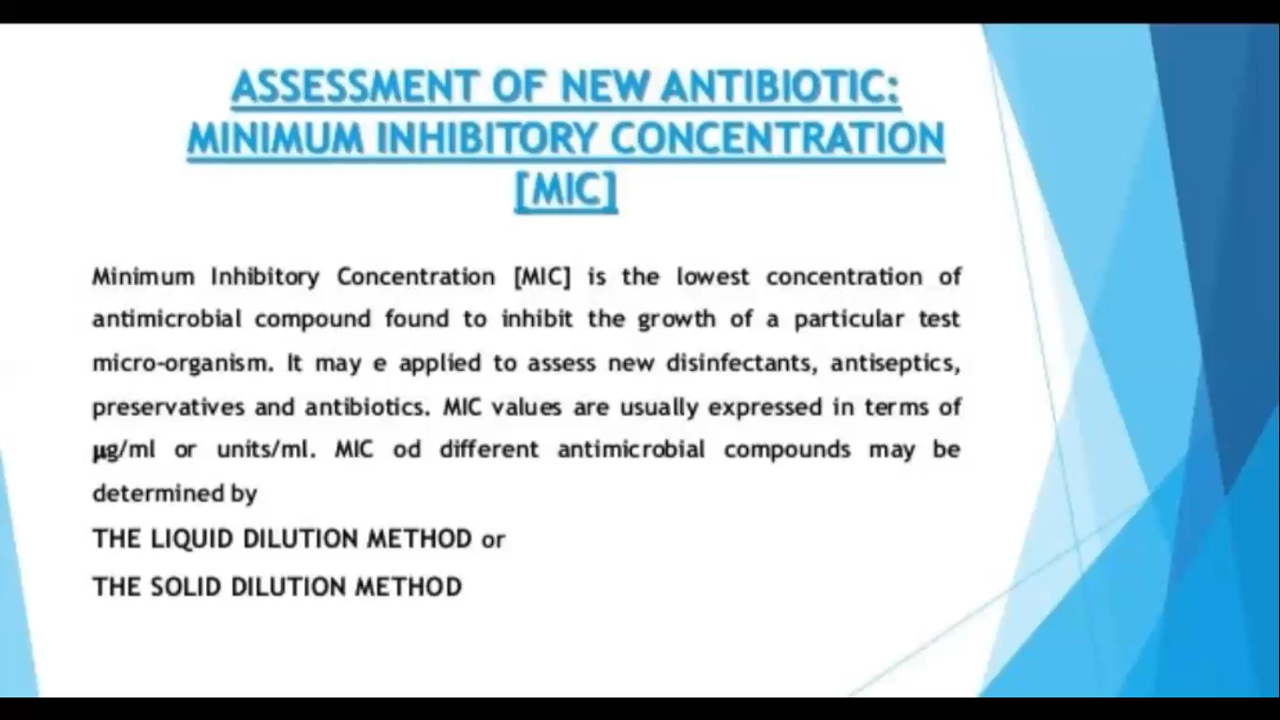 ASSESSMENT OF NEW ANTIBIOTIC:
MINIMUM INHIBITORY CONCENTRATION
[MIC]
Minimum Inhibitory Concentration [MIC] is the lowest concentration of
antimicrobial compound found to inhibit the growth of a particular test
micro-organism. It may e applied to assess new disinfectants, antiseptics,
preservatives and antibiotics. MIC values are usually expressed in terms of
µg/ml or units/ml. MIC od different antimicrobial compounds may be
determined by
THE LIQUID DILUTION METHOD or
THE SOLID DILUTION METHOD